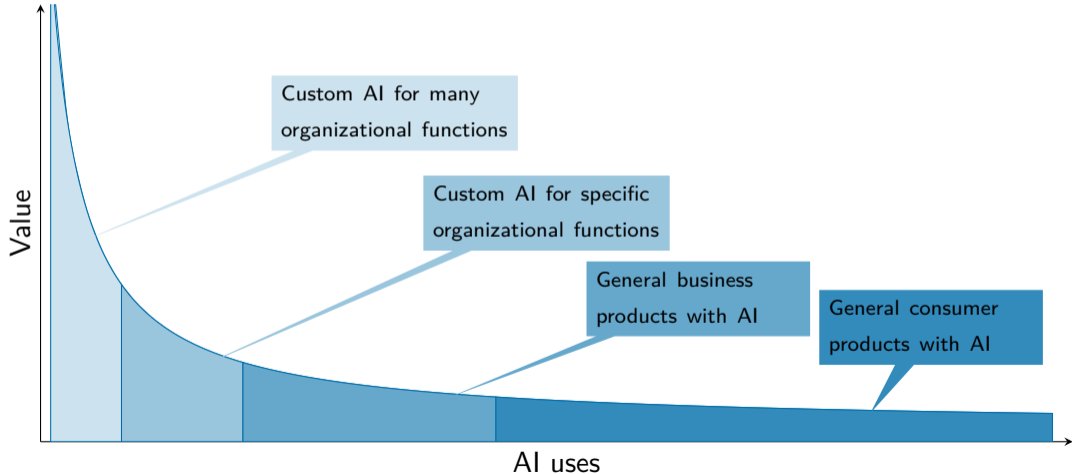 Custom AI for many
organizational functions
Custom AI for specific
organizational functions
General business
products with AI
General consumer
products with AI
Value
AI uses